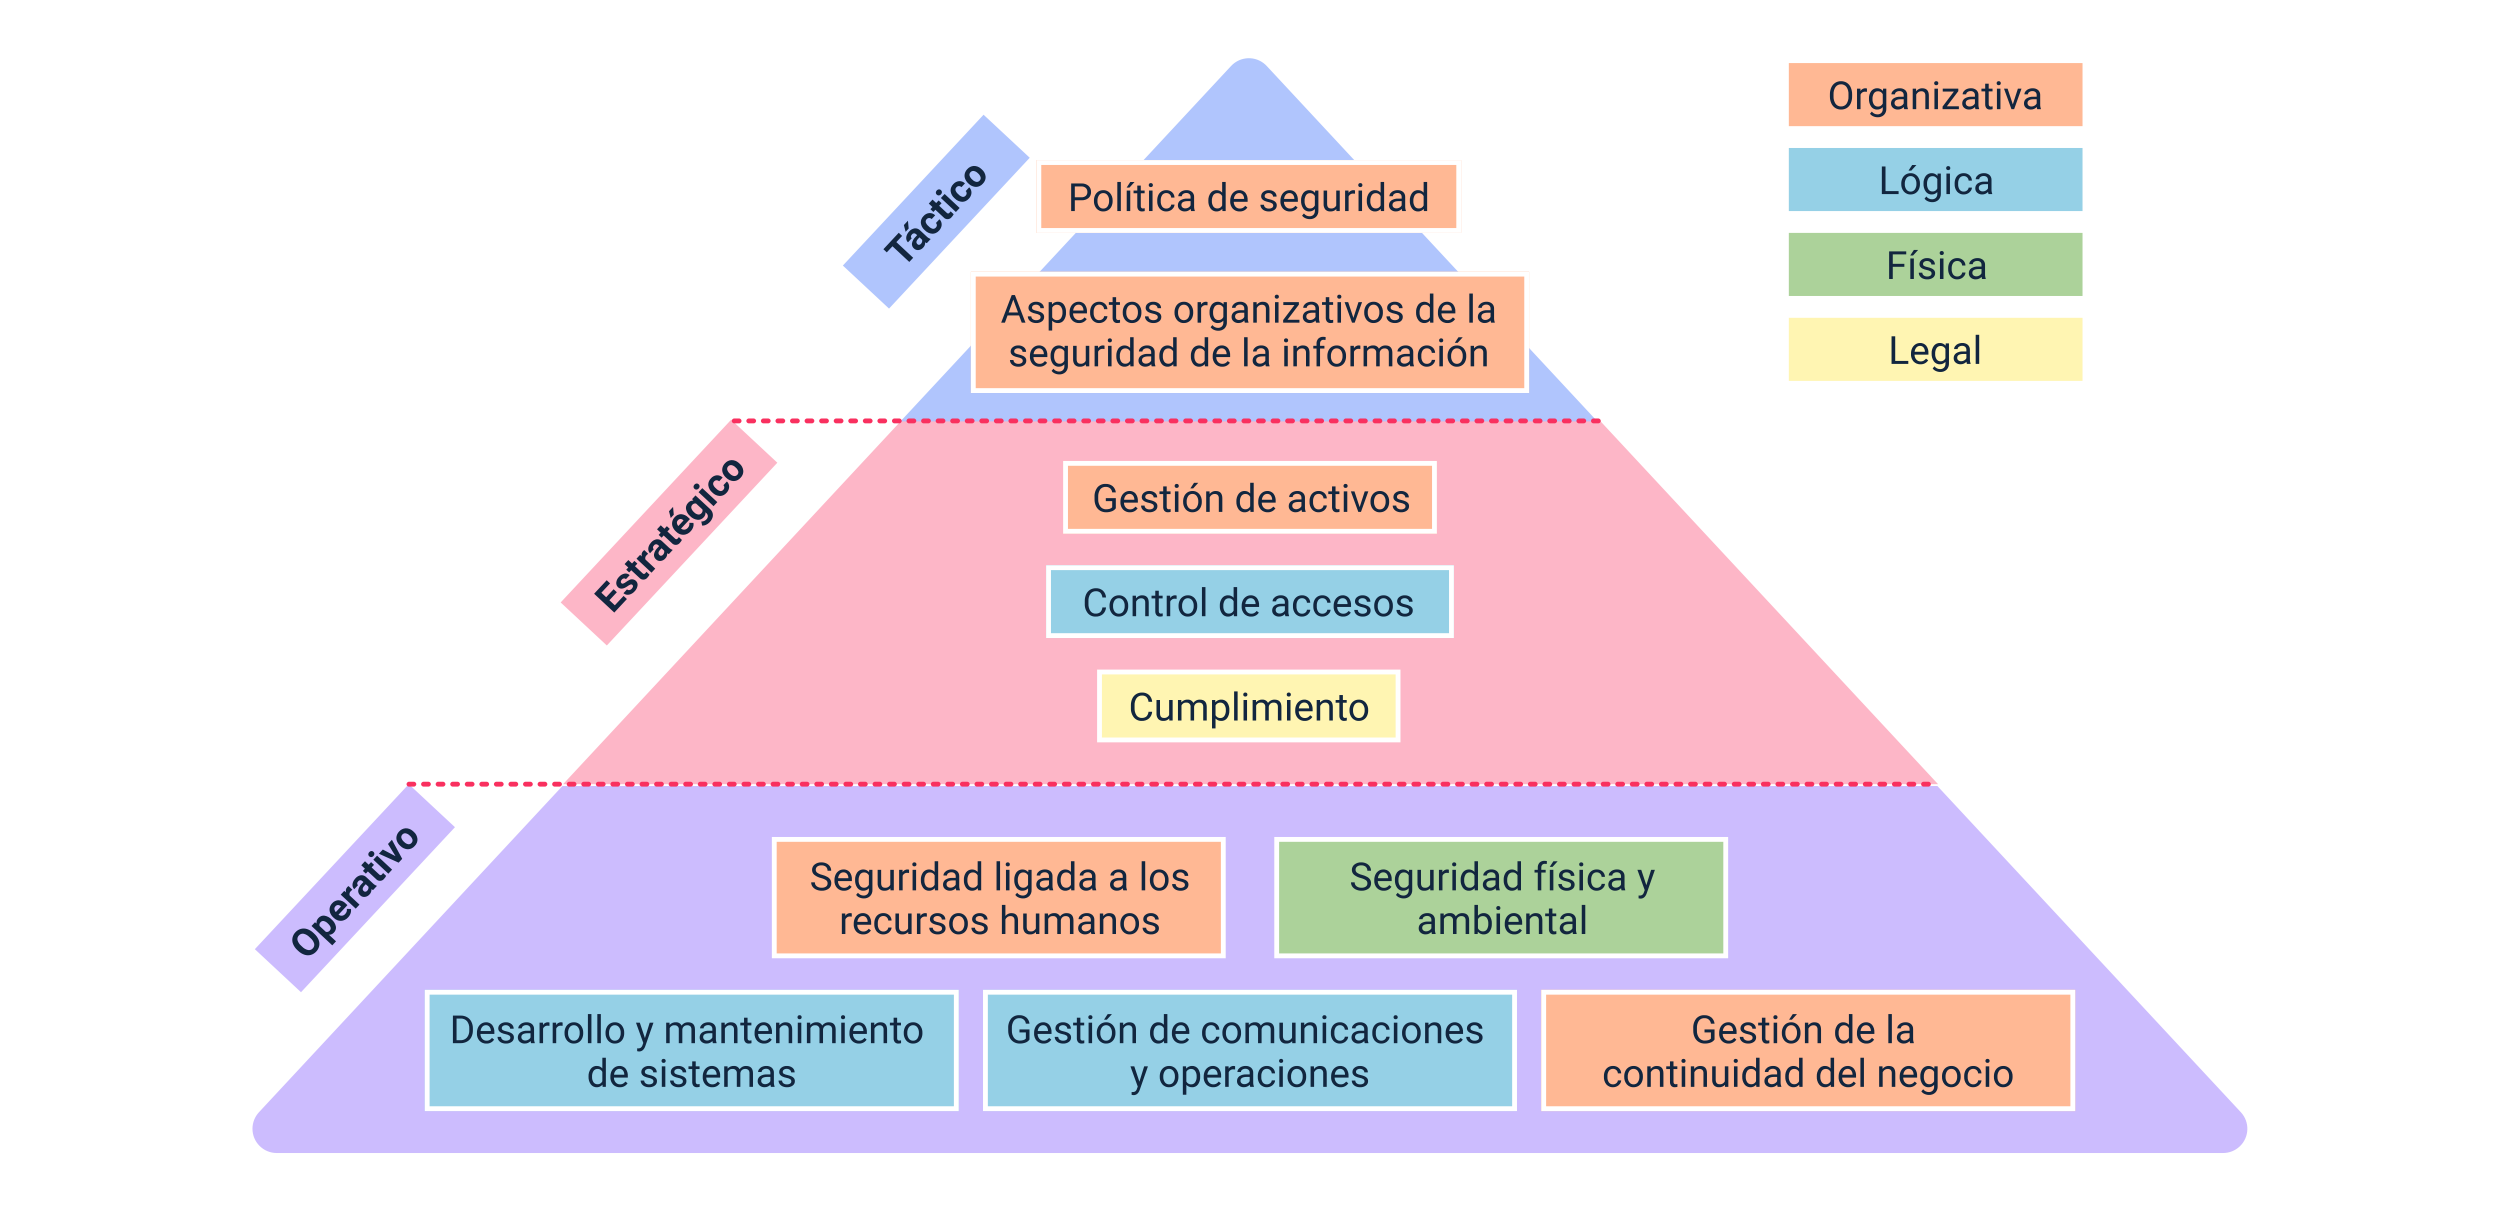 Organizativa
Lógica
Física
Legal
Táctico
Política de seguridad
Aspectos organizativos de la
seguridad de la información
Estratégico
Gestión de activos
Control de accesos
Cumplimiento
Operativo
Seguridad ligada a los
recursos humanos
Seguridad física y
ambiental
Desarrollo y mantenimiento
de sistemas
Gestión de comunicaciones
y operaciones
Gestión de la
continuidad del negocio